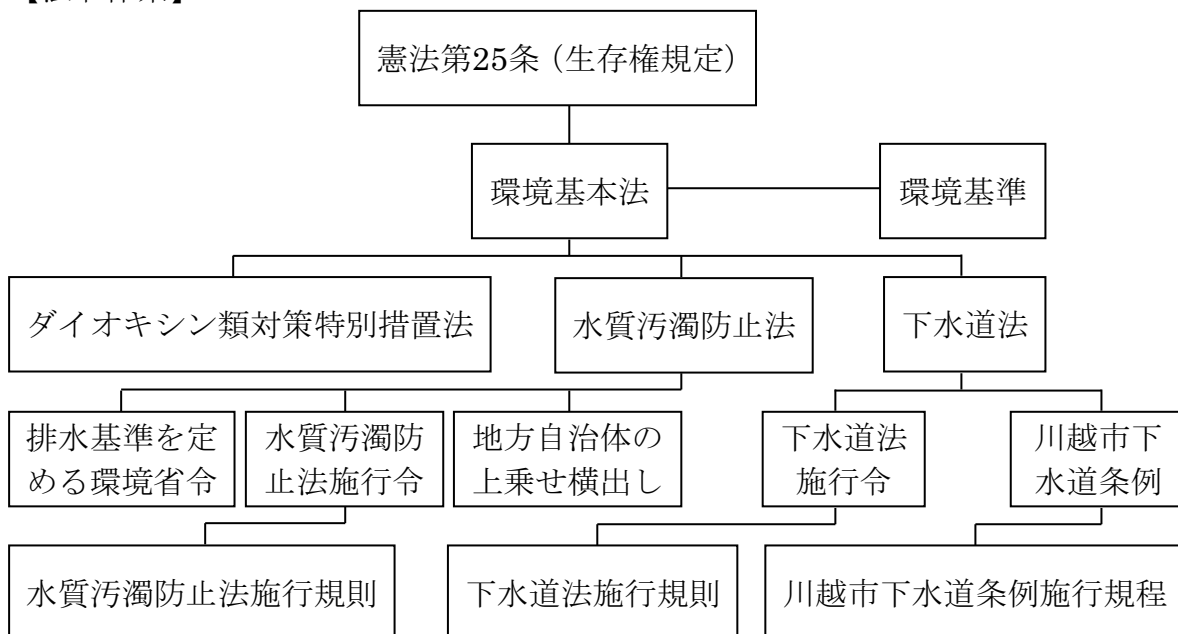 憲法第25条（生存権規定）
環境基本法
環境基準
ダイオキシン類対策特別措置法
水質汚濁防止法
下水道法
排水基準を定
める環境省令
水質汚濁防
止法施行令
地方自治体の
上乗せ横出し
下水道法
施行令
川越市下
水道条例
水質汚濁防止法施行規則
下水道法施行規則
川越市下水道条例施行規程